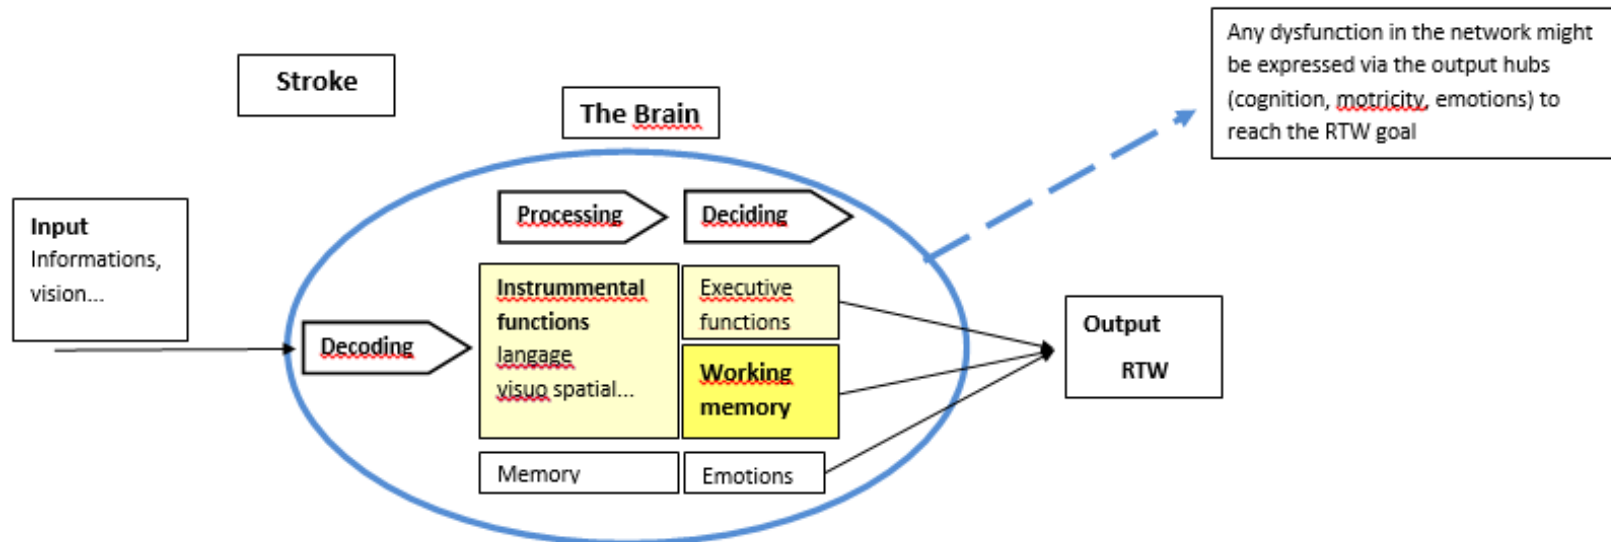 Stroke
The Brain
Any dysfunction in the network might
be expressed via the output hubs
(cognition, motricity, emotions) to
reach the RTW goal
Input
Informations,
vision...
Processing
Deciding
Decoding
Instrummental
functions
langage
visuo spatial...
Executive
functions
Working
memory
Memory
Emotions
Output
RTW